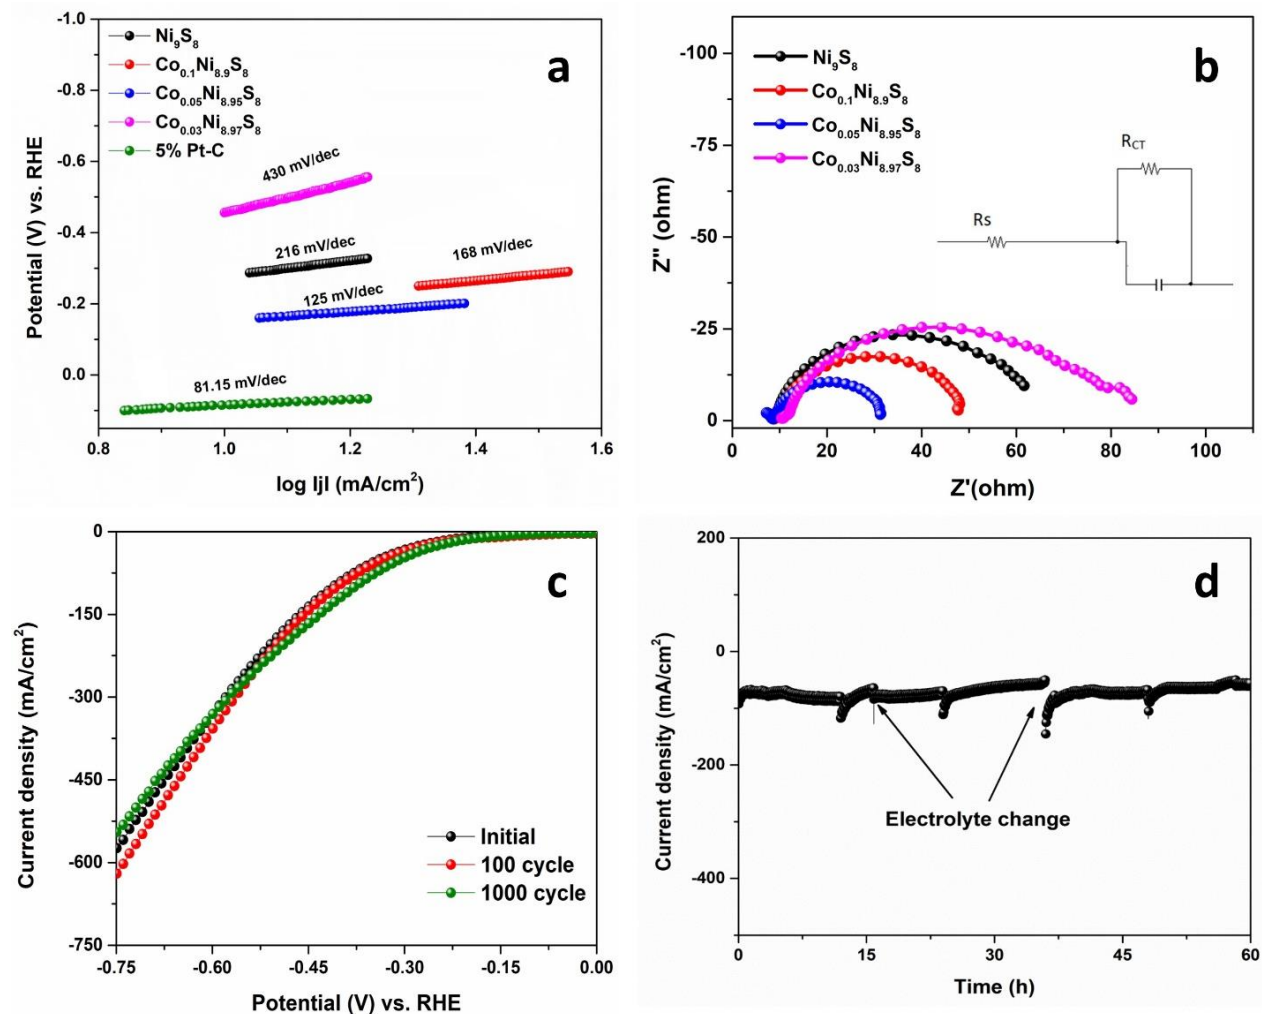 a
Ni₉S₈
Co₀.₁Ni₈.₉S₈
Co₀.₀₅Ni₈.₉₅S₈
Co₀.₀₃Ni₈.₉₇S₈
5% Pt-C
430 mV/dec
216 mV/dec
168 mV/dec
125 mV/dec
81.15 mV/dec
-1.0
-0.8
-0.6
-0.4
-0.2
0.0
Potential (V) vs. RHE
0.8 1.0 1.2 1.4 1.6
log IjI (mA/cm²)
b
Ni₉S₈
Co₀.₁Ni₈.₉S₈
Co₀.₀₅Ni₈.₉₅S₈
Co₀.₀₃Ni₈.₉₇S₈
R_CT
Rs
-100
-75
-50
-25
0
Z'' (ohm)
0 20 40 60 80 100
Z'(ohm)
c
0
-150
-300
-450
-600
-750
Current density (mA/cm²)
Initial
100 cycle
1000 cycle
-0.75 -0.60 -0.45 -0.30 -0.15 0.00
Potential (V) vs. RHE
d
200
0
-200
-400
Current density (mA/cm²)
Electrolyte change
0 15 30 45 60
Time (h)